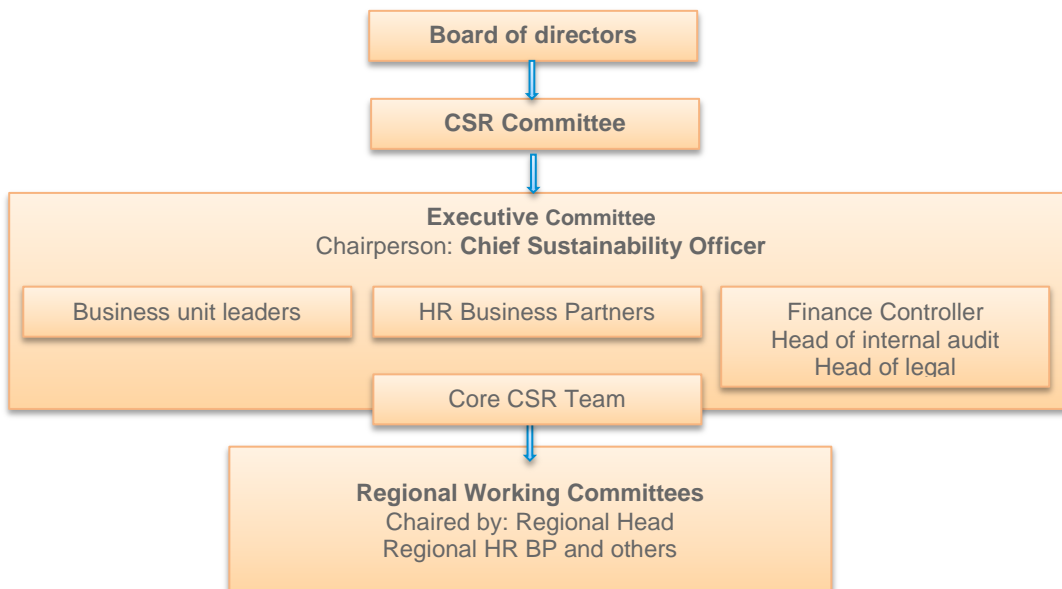 Board of directors
CSR Committee
Executive Committee
Chairperson: Chief Sustainability Officer
Business unit leaders
HR Business Partners
Finance Controller
Head of internal audit
Head of legal
Core CSR Team
Regional Working Committees
Chaired by: Regional Head
Regional HR BP and others